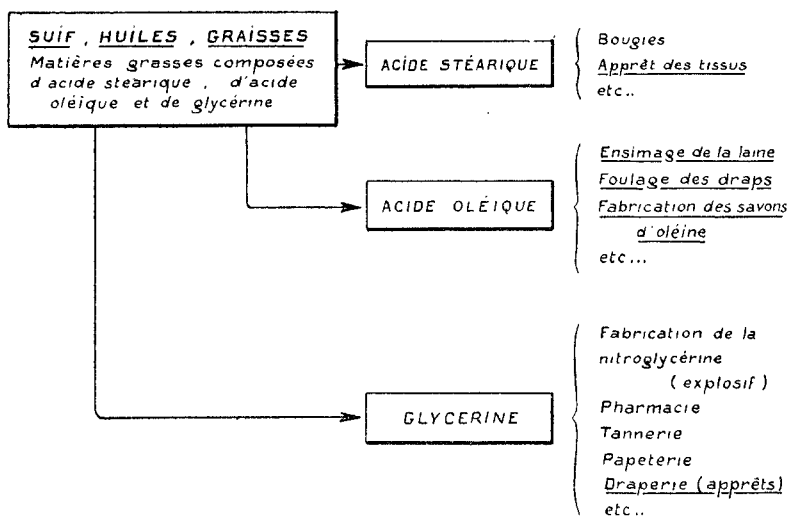 SUIF, HUILES, GRAISSES
Matières grasses composées
d'acide stéarique, d'acide
oléique et de glycérine
ACIDE STÉARIQUE
Bougies
Apprêt des tissus
etc..
ACIDE OLÉIQUE
Ensimage de la laine
Foulage des draps
Fabrication des savons
d'oléine
etc...
GLYCERINE
Fabrication de la
nitroglycérine
(explosif)
Pharmacie
Tannerie
Papeterie
Draperie (apprêts)
etc..